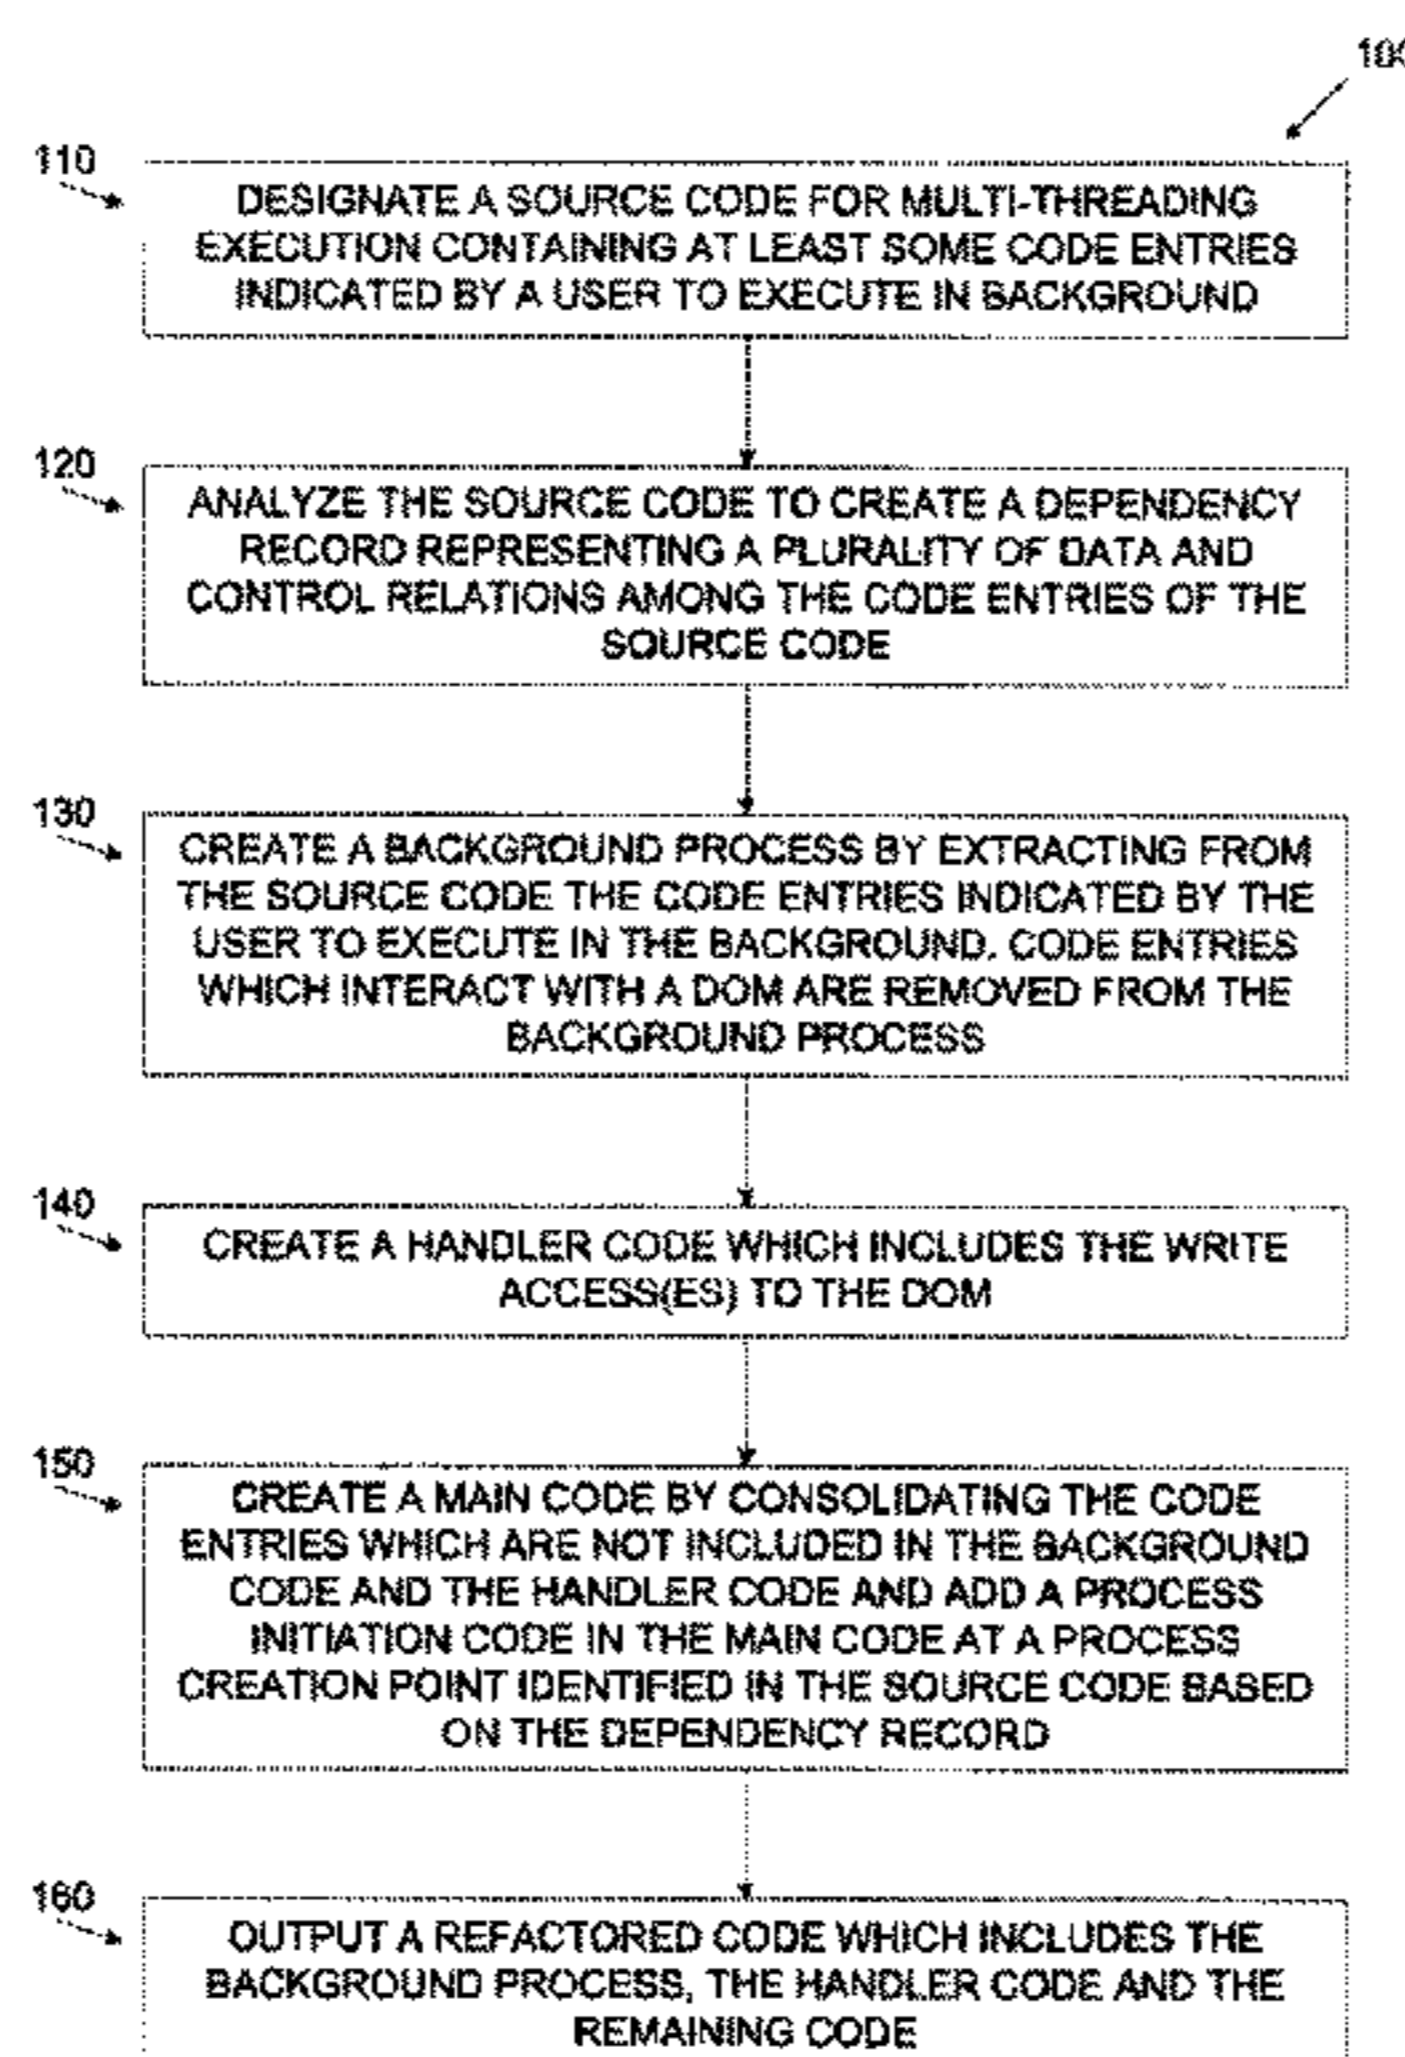 100
110
DESIGNATE A SOURCE CODE FOR MULTI-THREADING
EXECUTION CONTAINING AT LEAST SOME CODE ENTRIES
INDICATED BY A USER TO EXECUTE IN BACKGROUND
120
ANALYZE THE SOURCE CODE TO CREATE A DEPENDENCY
RECORD REPRESENTING A PLURALITY OF DATA AND
CONTROL RELATIONS AMONG THE CODE ENTRIES OF THE
SOURCE CODE
130
CREATE A BACKGROUND PROCESS BY EXTRACTING FROM
THE SOURCE CODE THE CODE ENTRIES INDICATED BY THE
USER TO EXECUTE IN THE BACKGROUND. CODE ENTRIES
WHICH INTERACT WITH A DOM ARE REMOVED FROM THE
BACKGROUND PROCESS
140
CREATE A HANDLER CODE WHICH INCLUDES THE WRITE
ACCESS(ES) TO THE DOM
150
CREATE A MAIN CODE BY CONSOLIDATING THE CODE
ENTRIES WHICH ARE NOT INCLUDED IN THE BACKGROUND
CODE AND THE HANDLER CODE AND ADD A PROCESS
INITIATION CODE IN THE MAIN CODE AT A PROCESS
CREATION POINT IDENTIFIED IN THE SOURCE CODE BASED
ON THE DEPENDENCY RECORD
160
OUTPUT A REFACTORED CODE WHICH INCLUDES THE
BACKGROUND PROCESS, THE HANDLER CODE AND THE
REMAINING CODE